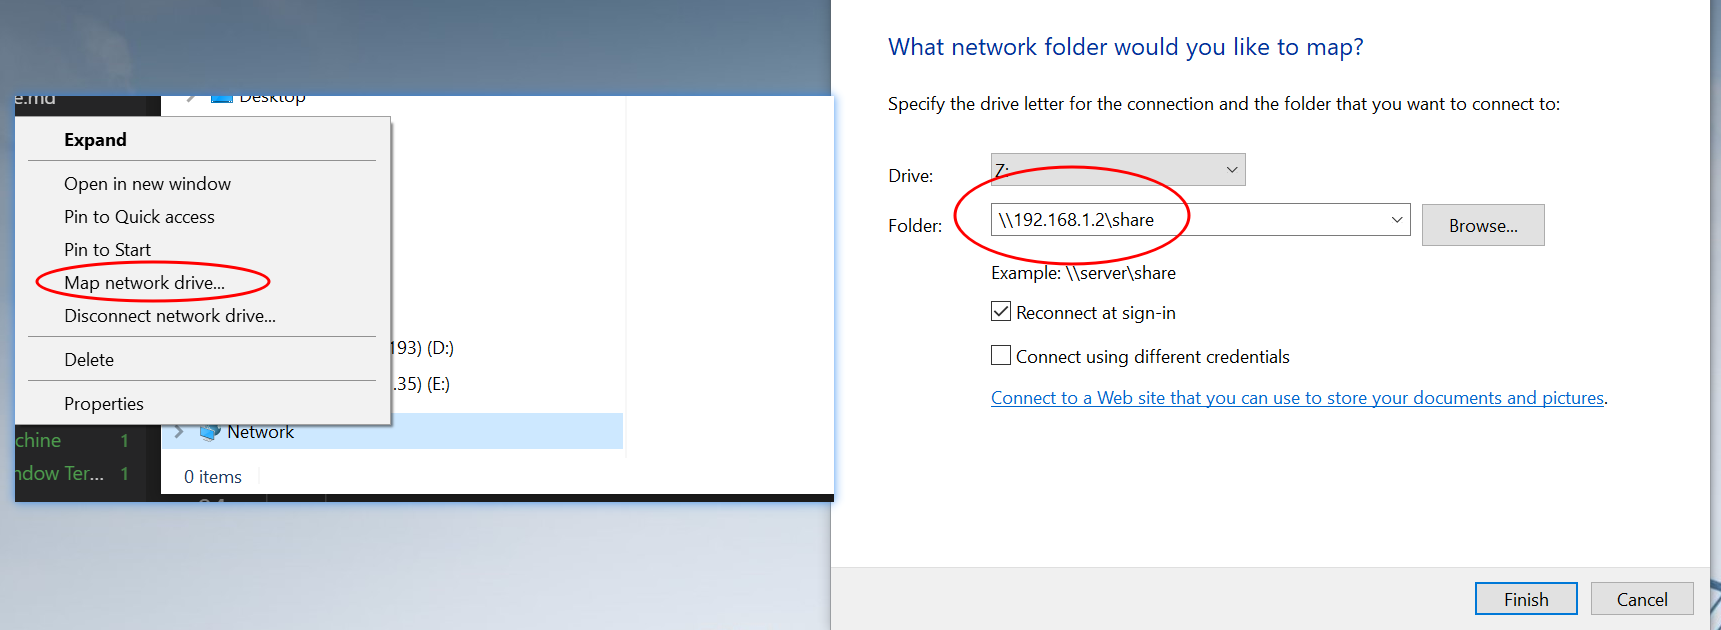 e.md
Desktop
Expand
Open in new window
Pin to Quick access
Pin to Start
Map network drive...
Disconnect network drive...
193) (D:)
Delete
.35) (E:)
Properties
Network
chine 1
ndow Ter... 1
0 items
What network folder would you like to map?
Specify the drive letter for the connection and the folder that you want to connect to:
Drive: Z:
Folder: \\192.168.1.2\share Browse...
Example: \\server\share
Reconnect at sign-in
Connect using different credentials
Connect to a Web site that you can use to store your documents and pictures.
Finish Cancel